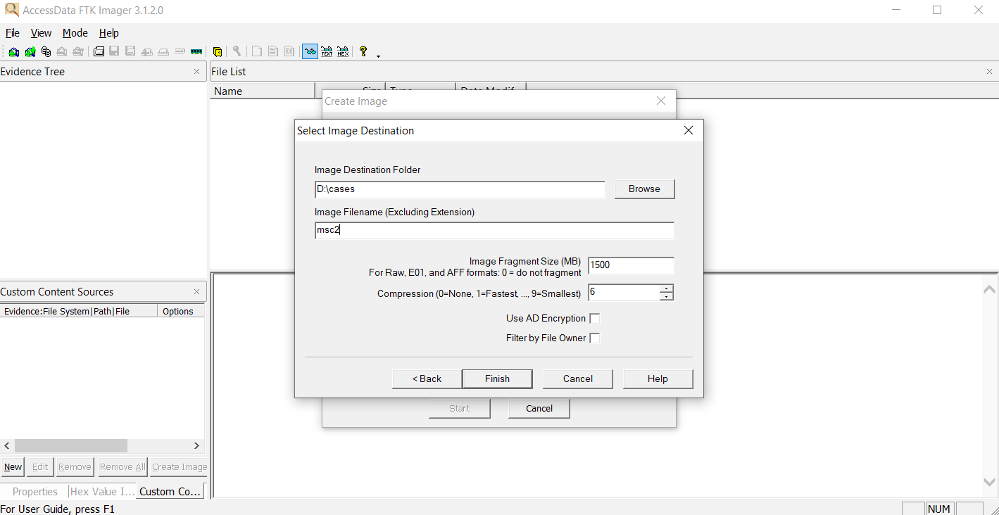 AccessData FTK Imager 3.1.2.0
File View Mode Help
Evidence Tree
File List
Name Size Type Date Modif
Create Image
Select Image Destination
Image Destination Folder
D:\cases
Browse
Image Filename (Excluding Extension)
msc2
Image Fragment Size (MB)
1500
For Raw, E01, and AFF formats: 0 = do not fragment
Compression (0=None, 1=Fastest, ..., 9=Smallest)
6
Use AD Encryption
Filter by File Owner
< Back Finish Cancel Help
Start Cancel
Custom Content Sources
Evidence:File System|Path|File Options
New Edit Remove Remove All Create Image
Properties Hex Value I... Custom Co...
For User Guide, press F1
NUM